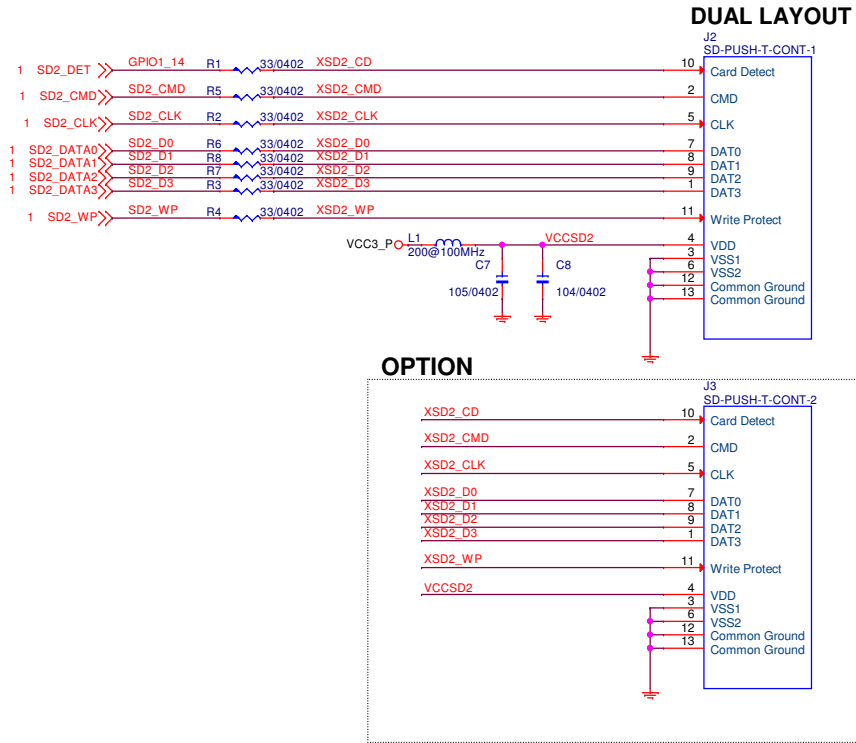 DUAL LAYOUT
J2
SD-PUSH-T-CONT-1
1 SD2_DET GPIO1_14 R1 33/0402 XSD2_CD 10 Card Detect
1 SD2_CMD SD2_CMD R5 33/0402 XSD2_CMD 2 CMD
1 SD2_CLK SD2_CLK R2 33/0402 XSD2_CLK 5 CLK
1 SD2_DATA0 SD2_D0 R6 33/0402 XSD2_D0 7 DAT0
1 SD2_DATA1 SD2_D1 R8 33/0402 XSD2_D1 8 DAT1
1 SD2_DATA2 SD2_D2 R7 33/0402 XSD2_D2 9 DAT2
1 SD2_DATA3 SD2_D3 R3 33/0402 XSD2_D3 1 DAT3
1 SD2_WP SD2_WP R4 33/0402 XSD2_WP 11 Write Protect
VCC3_P L1 VCCSD2 4 VDD
200@100MHz 3 VSS1
C7 C8 6 VSS2
12 Common Ground
105/0402 104/0402 13 Common Ground
OPTION
J3
SD-PUSH-T-CONT-2
XSD2_CD 10 Card Detect
XSD2_CMD 2 CMD
XSD2_CLK 5 CLK
XSD2_D0 7 DAT0
XSD2_D1 8 DAT1
XSD2_D2 9 DAT2
XSD2_D3 1 DAT3
XSD2_WP 11 Write Protect
VCCSD2 4 VDD
3 VSS1
6 VSS2
12 Common Ground
13 Common Ground